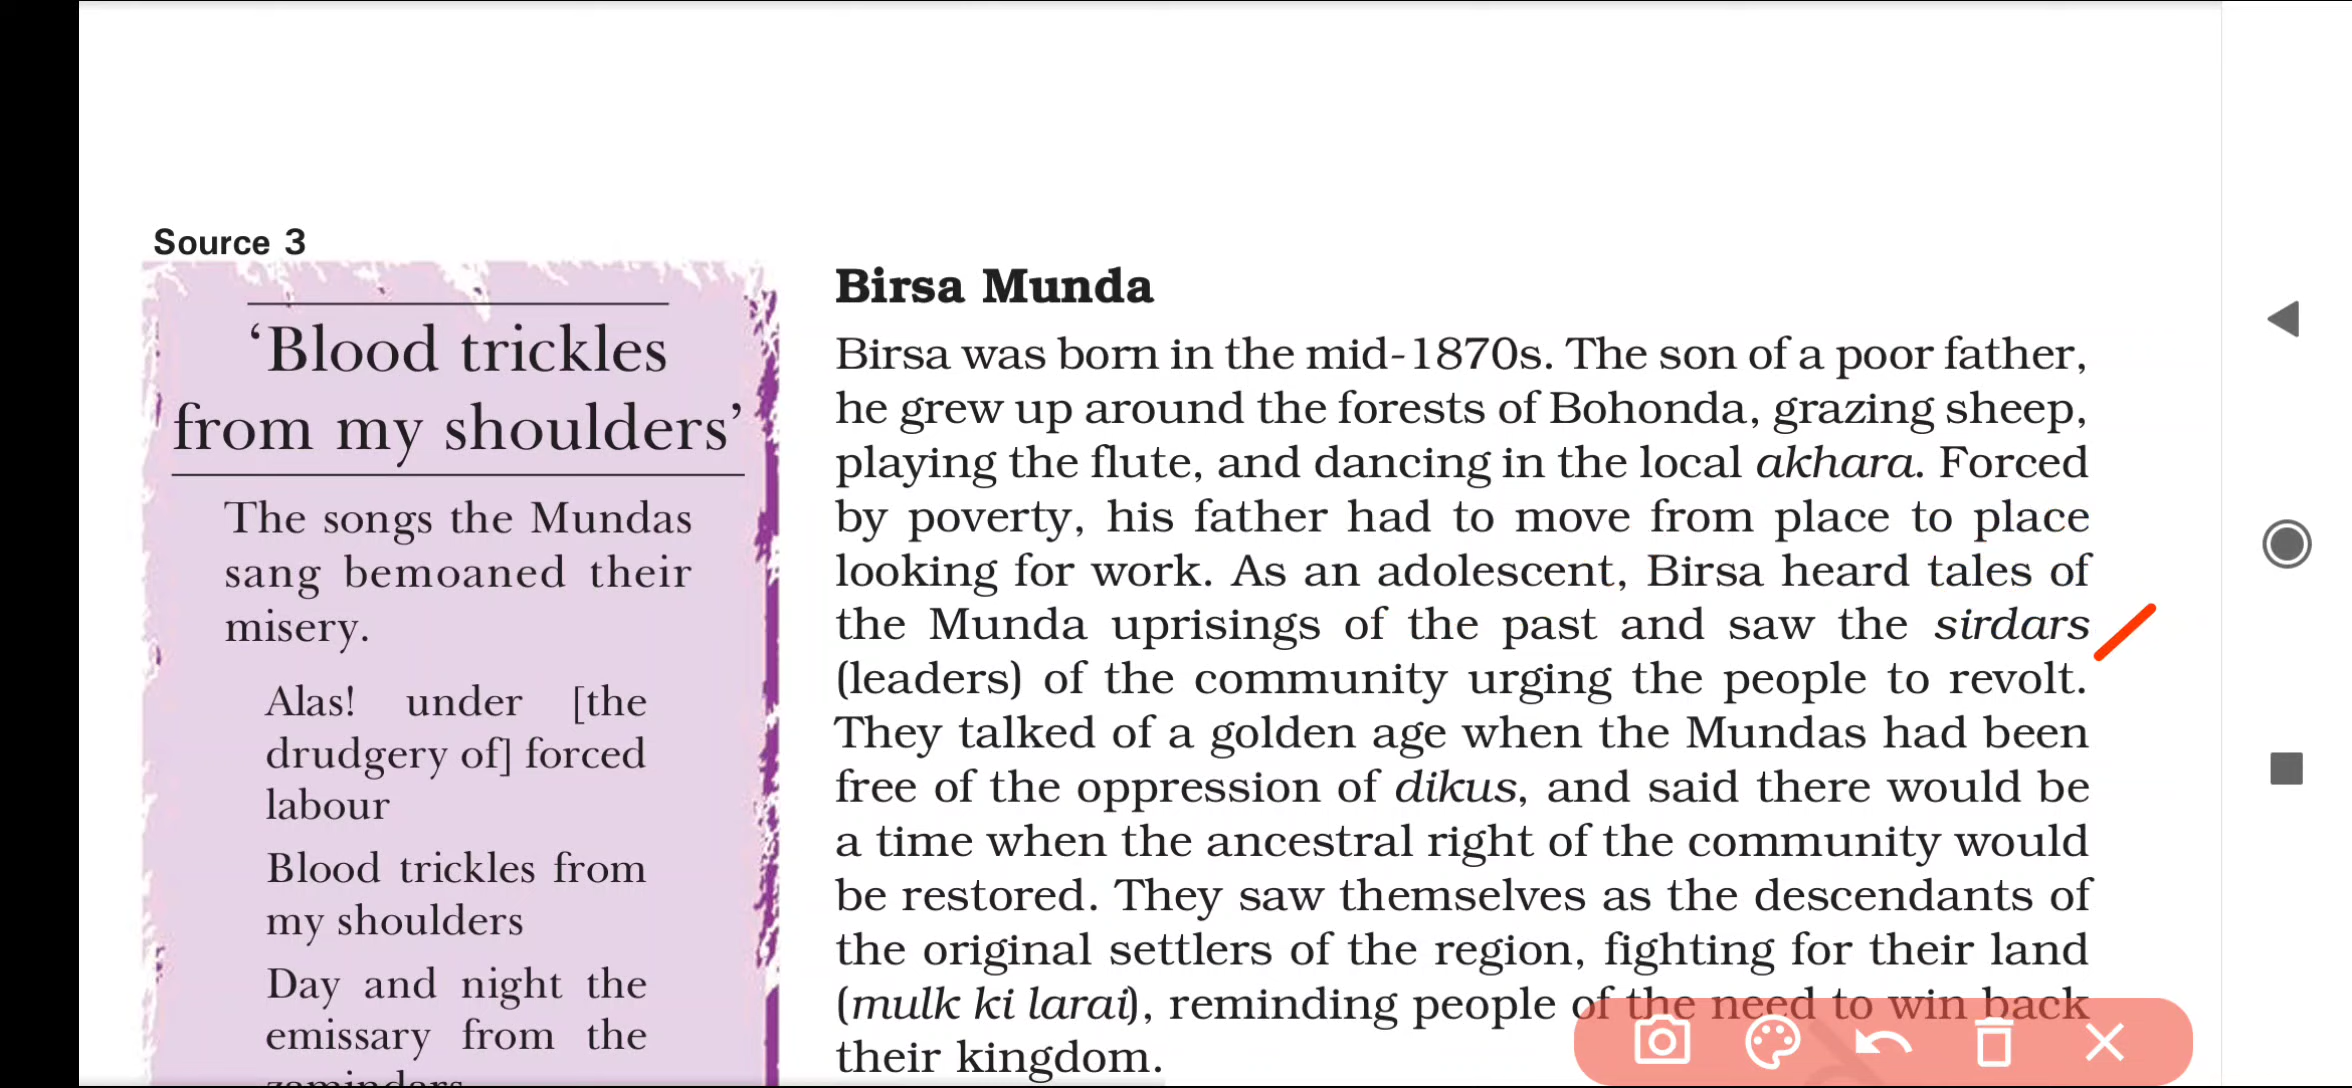 Source 3
‘Blood trickles
from my shoulders’
The songs the Mundas
sang bemoaned their
misery.
Alas! under [the
drudgery of] forced
labour
Blood trickles from
my shoulders
Day and night the
emissary from the
zamindars
Birsa Munda
Birsa was born in the mid-1870s. The son of a poor father,
he grew up around the forests of Bohonda, grazing sheep,
playing the flute, and dancing in the local akhara. Forced
by poverty, his father had to move from place to place
looking for work. As an adolescent, Birsa heard tales of
the Munda uprisings of the past and saw the sirdars
(leaders) of the community urging the people to revolt.
They talked of a golden age when the Mundas had been
free of the oppression of dikus, and said there would be
a time when the ancestral right of the community would
be restored. They saw themselves as the descendants of
the original settlers of the region, fighting for their land
(mulk ki larai), reminding people of the need to win back
their kingdom.